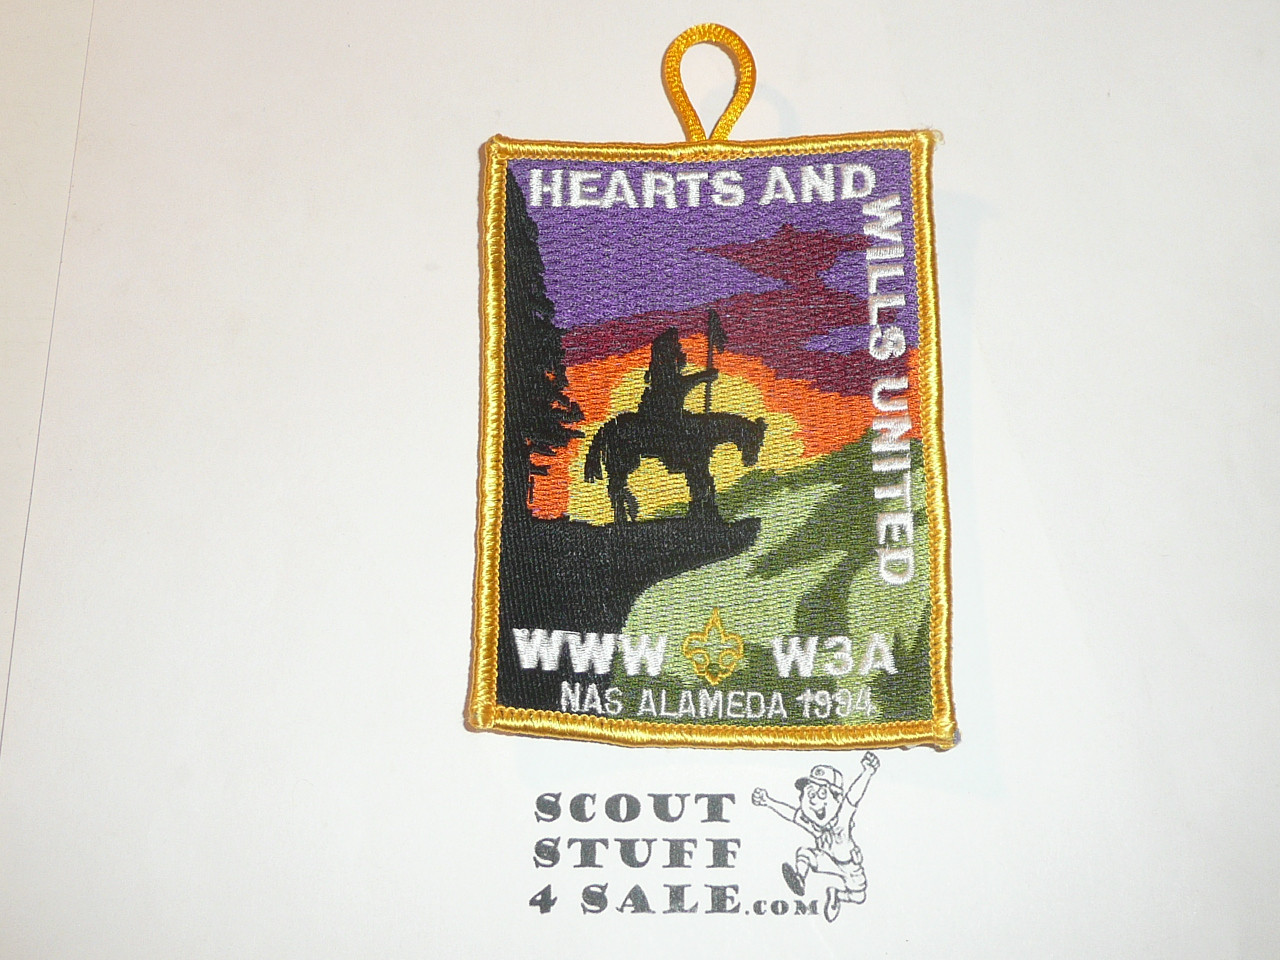 HEARTS AND
WILLS UNITED
WWW W3A
NAS ALAMEDA 1994
SCOUT
STUFF
4 SALE.COM